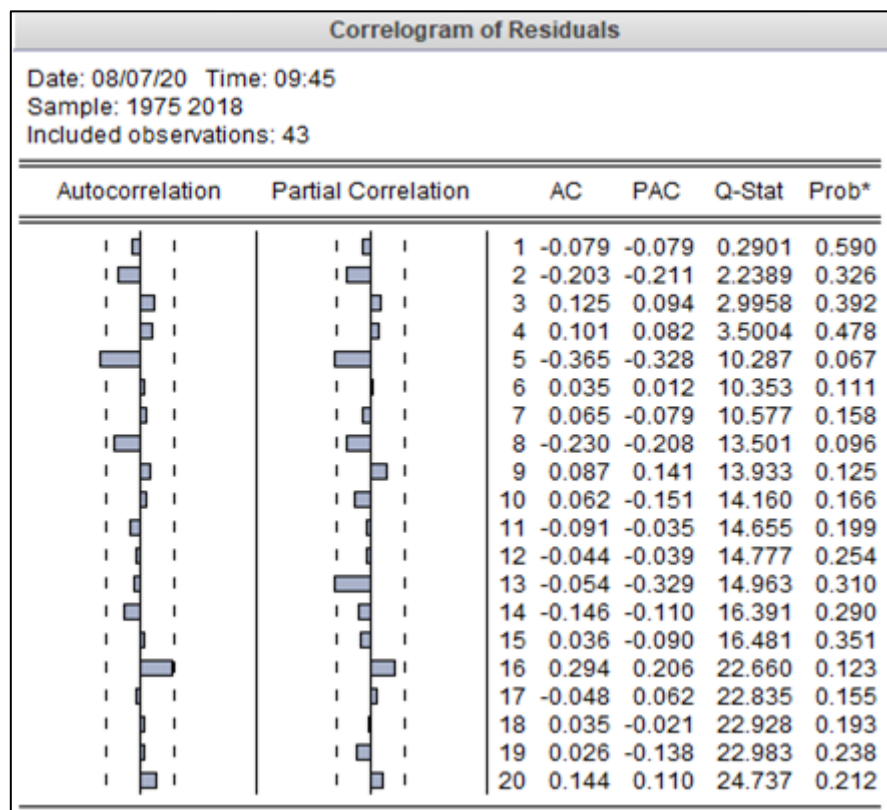 Correlogram of Residuals
Date: 08/07/20 Time: 09:45
Sample: 1975 2018
Included observations: 43
Autocorrelation Partial Correlation AC PAC Q-Stat Prob*
1 -0.079 -0.079 0.2901 0.590
2 -0.203 -0.211 2.2389 0.326
3 0.125 0.094 2.9958 0.392
4 0.101 0.082 3.5004 0.478
5 -0.365 -0.328 10.287 0.067
6 0.035 0.012 10.353 0.111
7 0.065 -0.079 10.577 0.158
8 -0.230 -0.208 13.501 0.096
9 0.087 0.141 13.933 0.125
10 0.062 -0.151 14.160 0.166
11 -0.091 -0.035 14.655 0.199
12 -0.044 -0.039 14.777 0.254
13 -0.054 -0.329 14.963 0.310
14 -0.146 -0.110 16.391 0.290
15 0.036 -0.090 16.481 0.351
16 0.294 0.206 22.660 0.123
17 -0.048 0.062 22.835 0.155
18 0.035 -0.021 22.928 0.193
19 0.026 -0.138 22.983 0.238
20 0.144 0.110 24.737 0.212